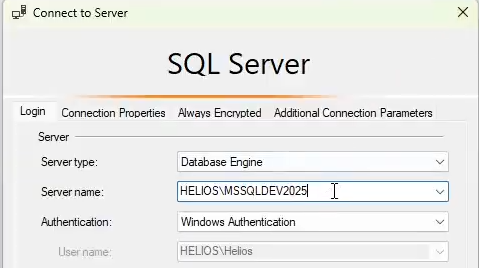 Connect to Server
SQL Server
Login Connection Properties Always Encrypted Additional Connection Parameters
Server
Server type: Database Engine
Server name: HELIOS\MSSQLDEV2025
Authentication: Windows Authentication
User name: HELIOS\Helios